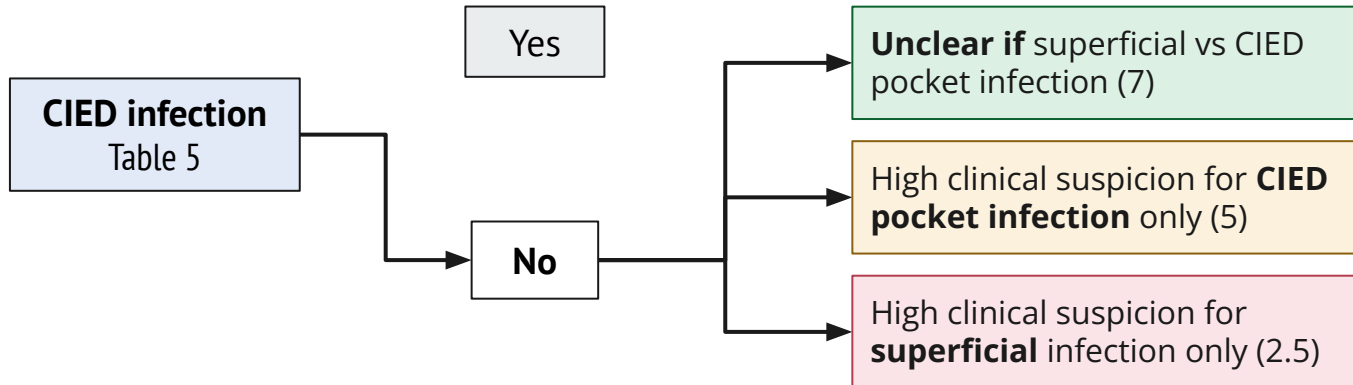 Yes
CIED infection
Table 5
No
Unclear if superficial vs CIED
pocket infection (7)
High clinical suspicion for CIED
pocket infection only (5)
High clinical suspicion for
superficial infection only (2.5)